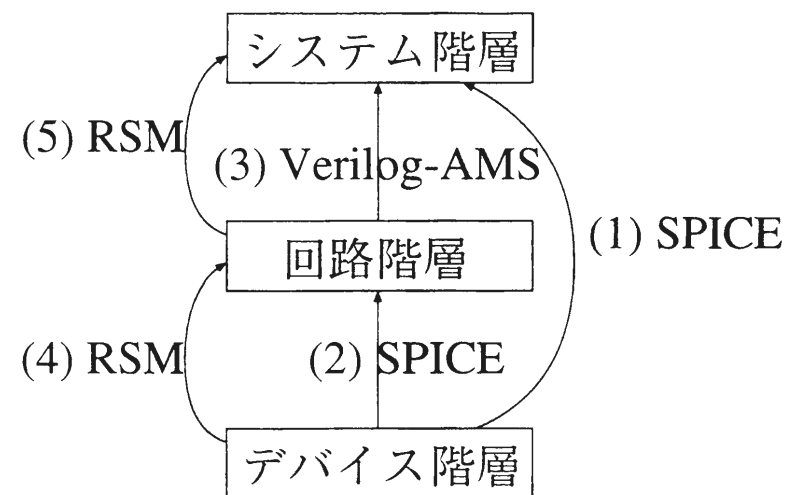 システム階層
(5) RSM
(3) Verilog-AMS
(1) SPICE
回路階層
(4) RSM
(2) SPICE
デバイス階層